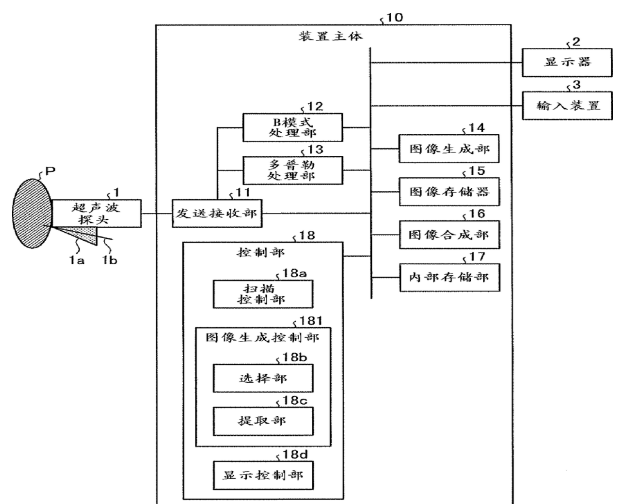 10
装置主体
2
显示器
3
输入装置
12
B模式
处理部
13
多普勒
处理部
14
图像生成部
15
图像存储器
16
图像合成部
17
内部存储部
P
1
超声波
探头
11
发送接收部
1a
1b
18
控制部
18a
扫描
控制部
181
图像生成控制部
18b
选择部
18c
提取部
18d
显示控制部